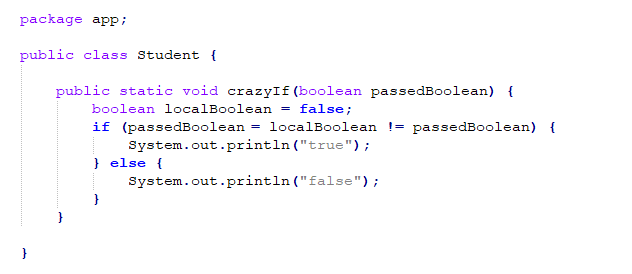 package app;
public class Student {
public static void crazyIf(boolean passedBoolean) {
boolean localBoolean = false;
if (passedBoolean = localBoolean != passedBoolean) {
System.out.println("true");
} else {
System.out.println("false");
}
}
}